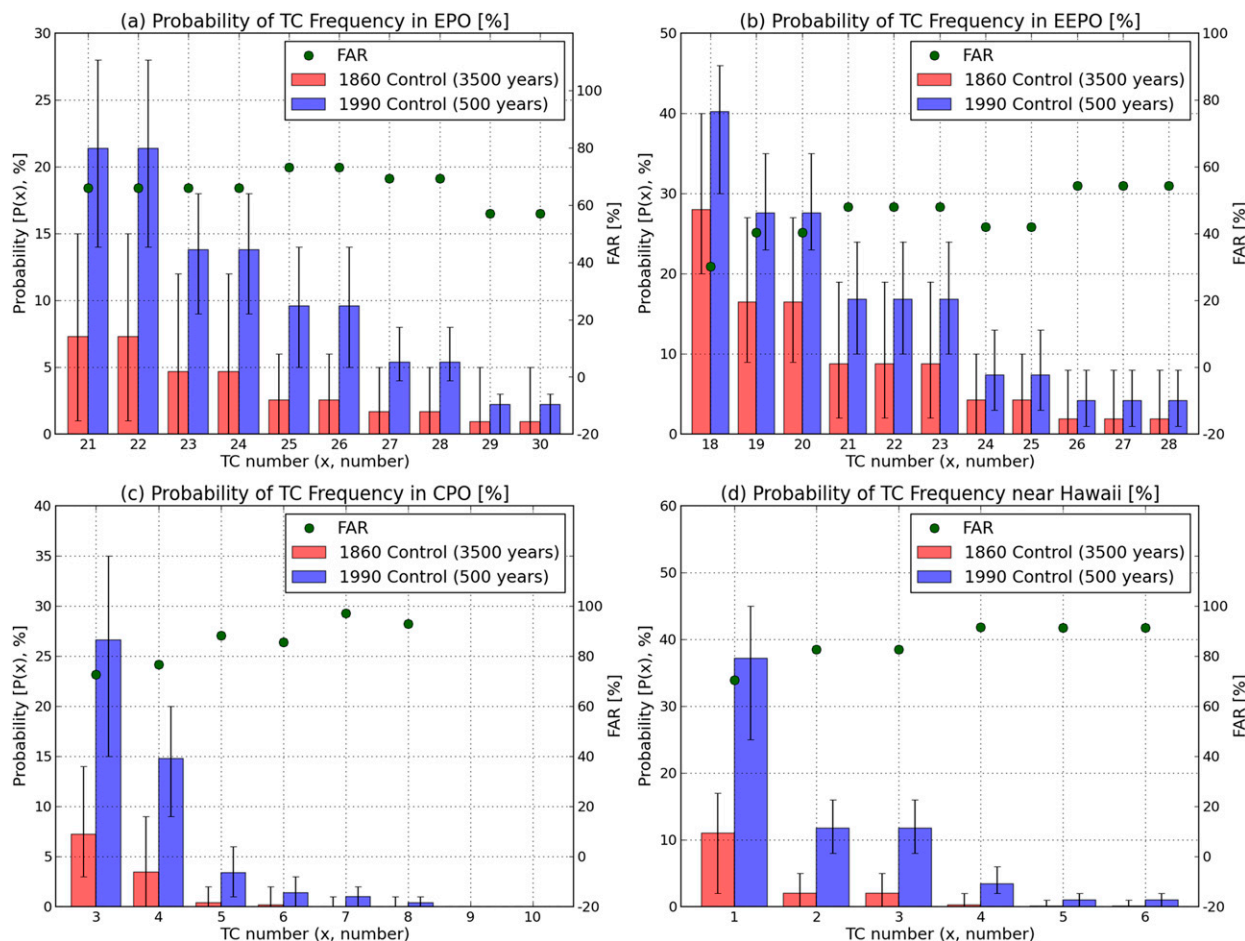 (a) Probability of TC Frequency in EPO [%]
30
25
20
15
10
5
0
Probability [P(x), %]
FAR
1860 Control (3500 years)
1990 Control (500 years)
100
80
60
40
20
0
-20
FAR [%]
21 22 23 24 25 26 27 28 29 30
TC number (x, number)
(b) Probability of TC Frequency in EEPO [%]
50
40
30
20
10
0
Probability [P(x), %]
FAR
1860 Control (3500 years)
1990 Control (500 years)
100
80
60
40
20
0
-20
FAR [%]
18 19 20 21 22 23 24 25 26 27 28
TC number (x, number)
(c) Probability of TC Frequency in CPO [%]
40
35
30
25
20
15
10
5
0
Probability [P(x), %]
FAR
1860 Control (3500 years)
1990 Control (500 years)
100
80
60
40
20
0
-20
FAR [%]
3 4 5 6 7 8 9 10
TC number (x, number)
(d) Probability of TC Frequency near Hawaii [%]
60
50
40
30
20
10
0
Probability [P(x), %]
FAR
1860 Control (3500 years)
1990 Control (500 years)
100
80
60
40
20
0
-20
FAR [%]
1 2 3 4 5 6
TC number (x, number)